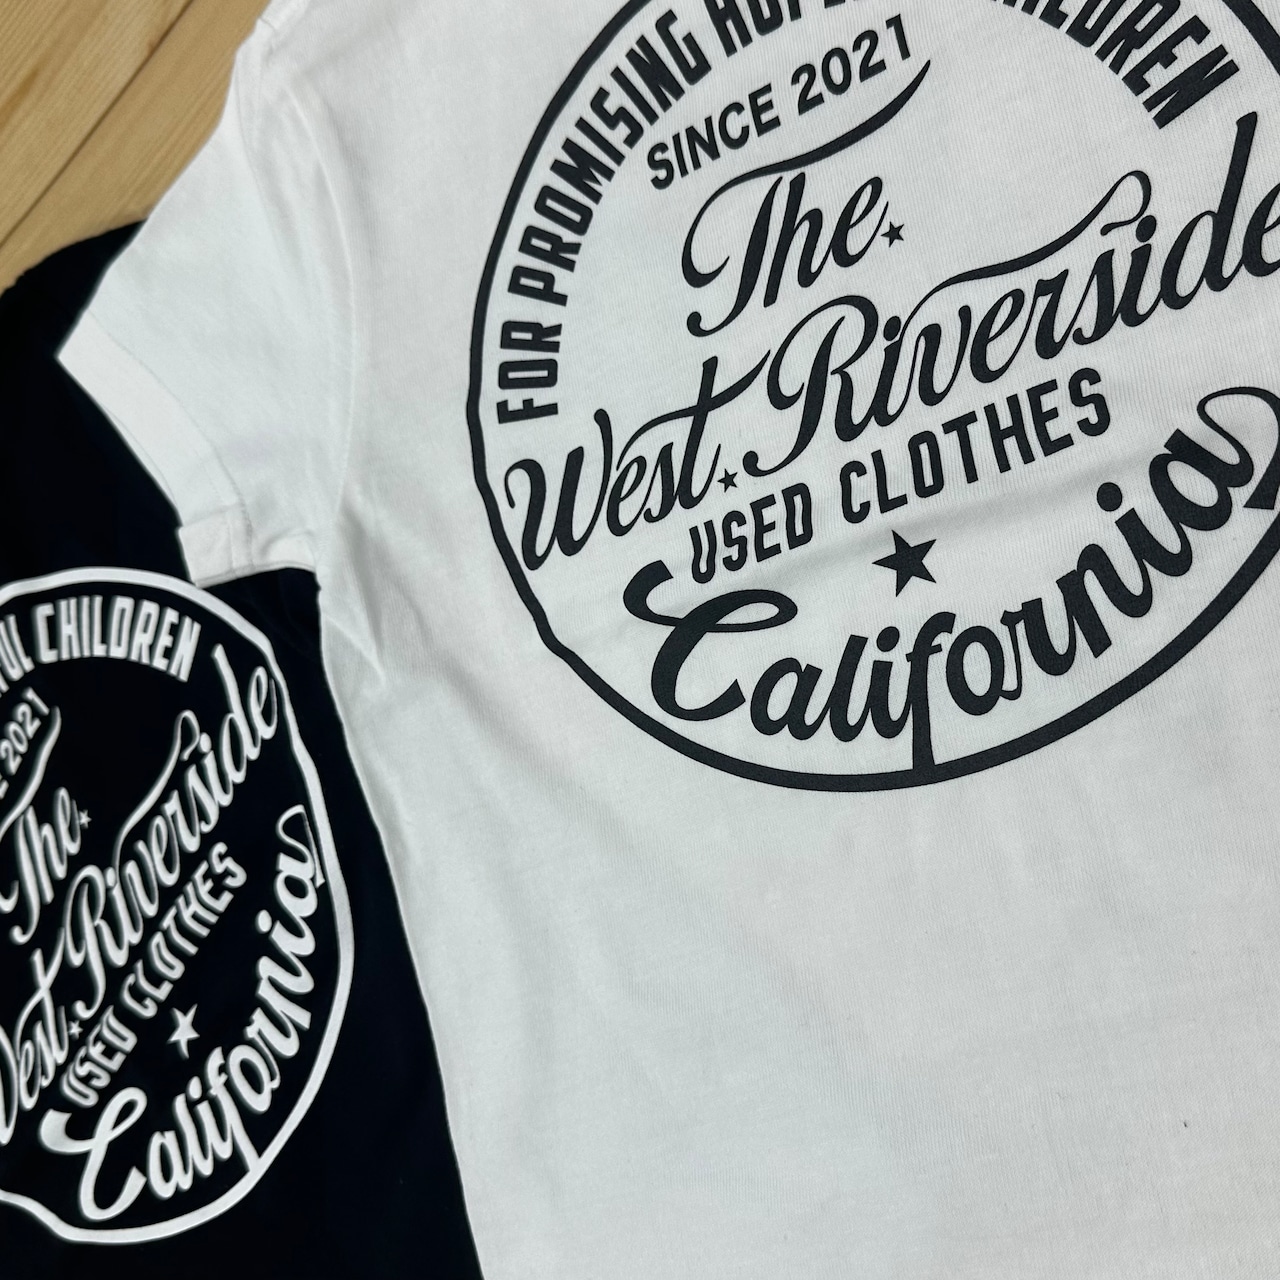 FOR PROMISING CHILDREN
SINCE 2021
The
West Riverside
USED CLOTHES
California
CHILDREN
2021
The
West Riverside
USED CLOTHES
California